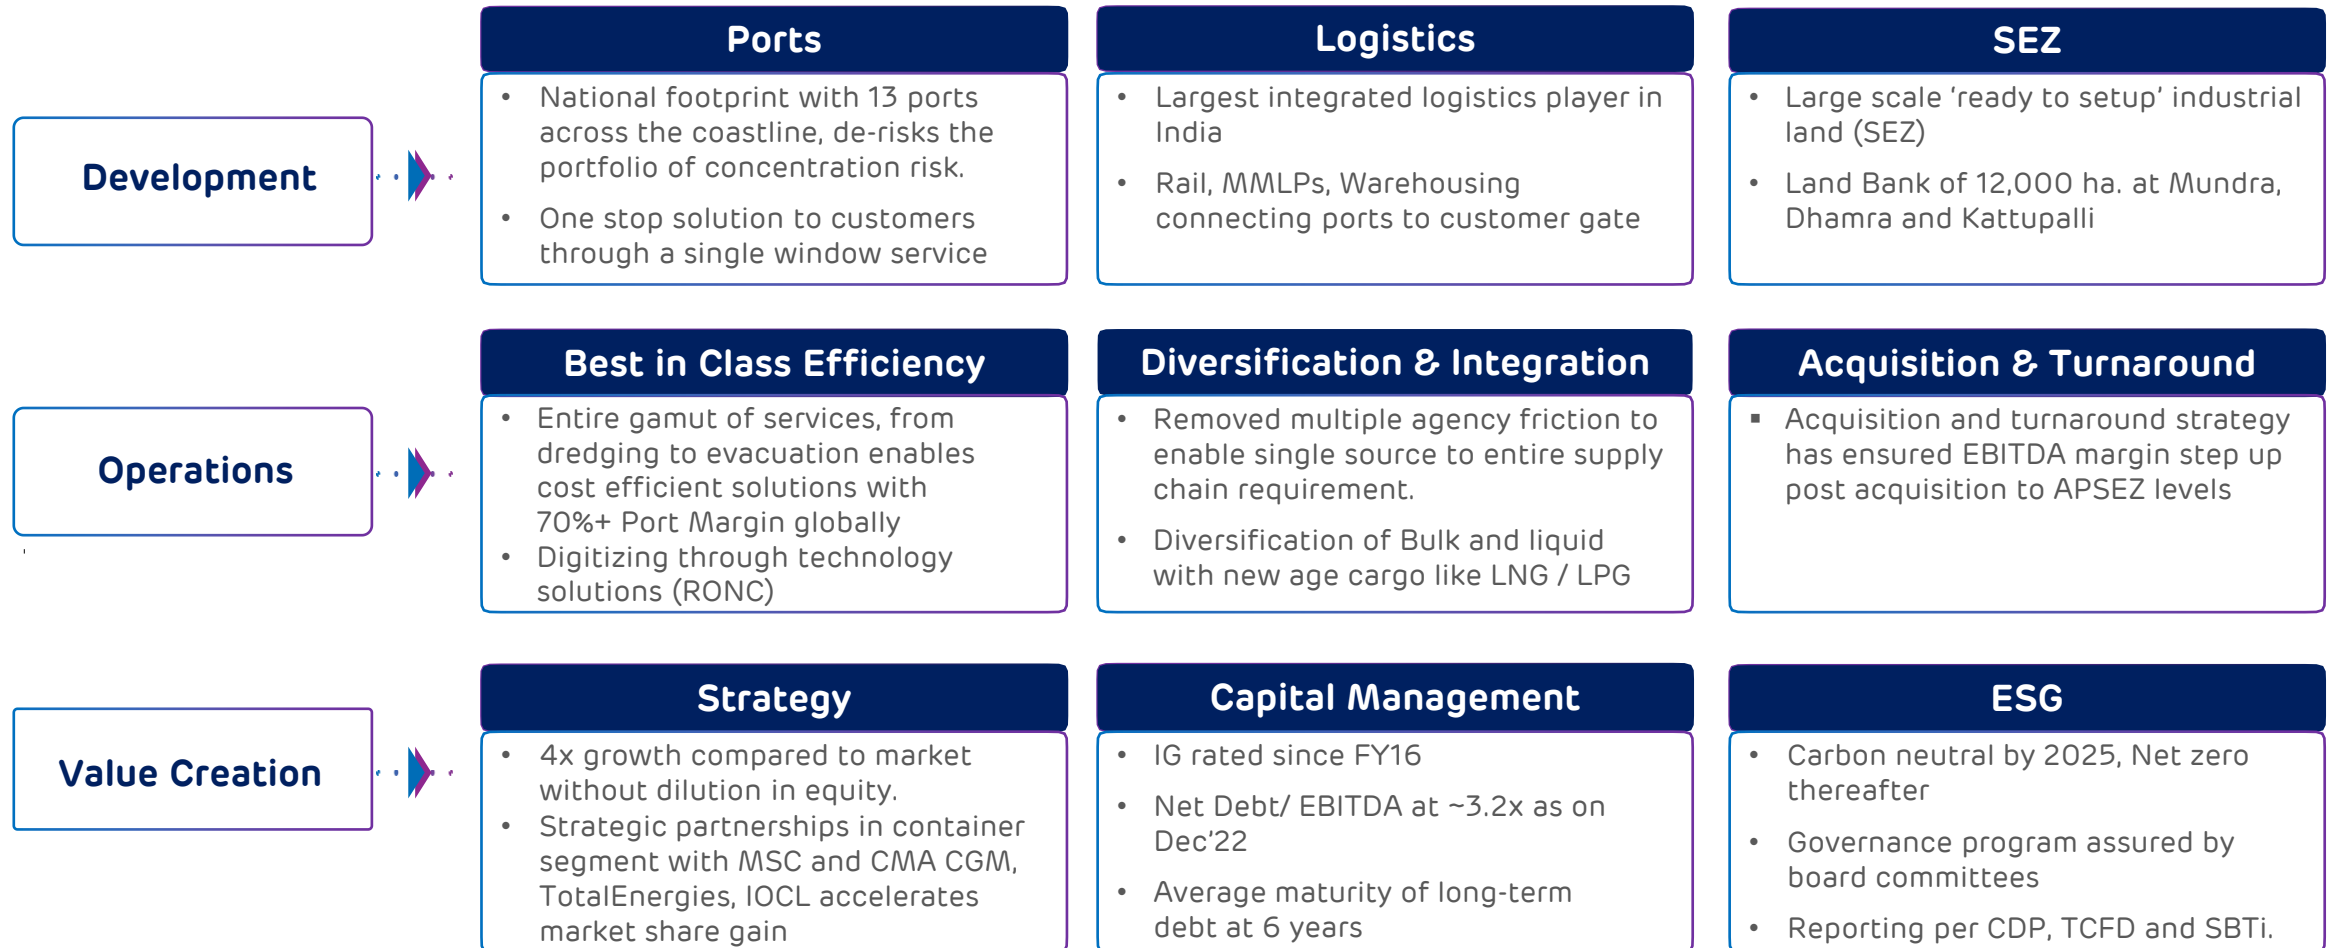 Ports
Logistics
SEZ
Development
• National footprint with 13 ports
across the coastline, de-risks the
portfolio of concentration risk.
• One stop solution to customers
through a single window service
• Largest integrated logistics player in
India
• Rail, MMLPs, Warehousing
connecting ports to customer gate
• Large scale ‘ready to setup’ industrial
land (SEZ)
• Land Bank of 12,000 ha. at Mundra,
Dhamra and Kattupalli
Best in Class Efficiency
Diversification & Integration
Acquisition & Turnaround
Operations
• Entire gamut of services, from
dredging to evacuation enables
cost efficient solutions with
70%+ Port Margin globally
• Digitizing through technology
solutions (RONC)
• Removed multiple agency friction to
enable single source to entire supply
chain requirement.
• Diversification of Bulk and liquid
with new age cargo like LNG / LPG
▪ Acquisition and turnaround strategy
has ensured EBITDA margin step up
post acquisition to APSEZ levels
Strategy
Capital Management
ESG
Value Creation
• 4x growth compared to market
without dilution in equity.
• Strategic partnerships in container
segment with MSC and CMA CGM,
TotalEnergies, IOCL accelerates
market share gain
• IG rated since FY16
• Net Debt/ EBITDA at ~3.2x as on
Dec’22
• Average maturity of long-term
debt at 6 years
• Carbon neutral by 2025, Net zero
thereafter
• Governance program assured by
board committees
• Reporting per CDP, TCFD and SBTi.